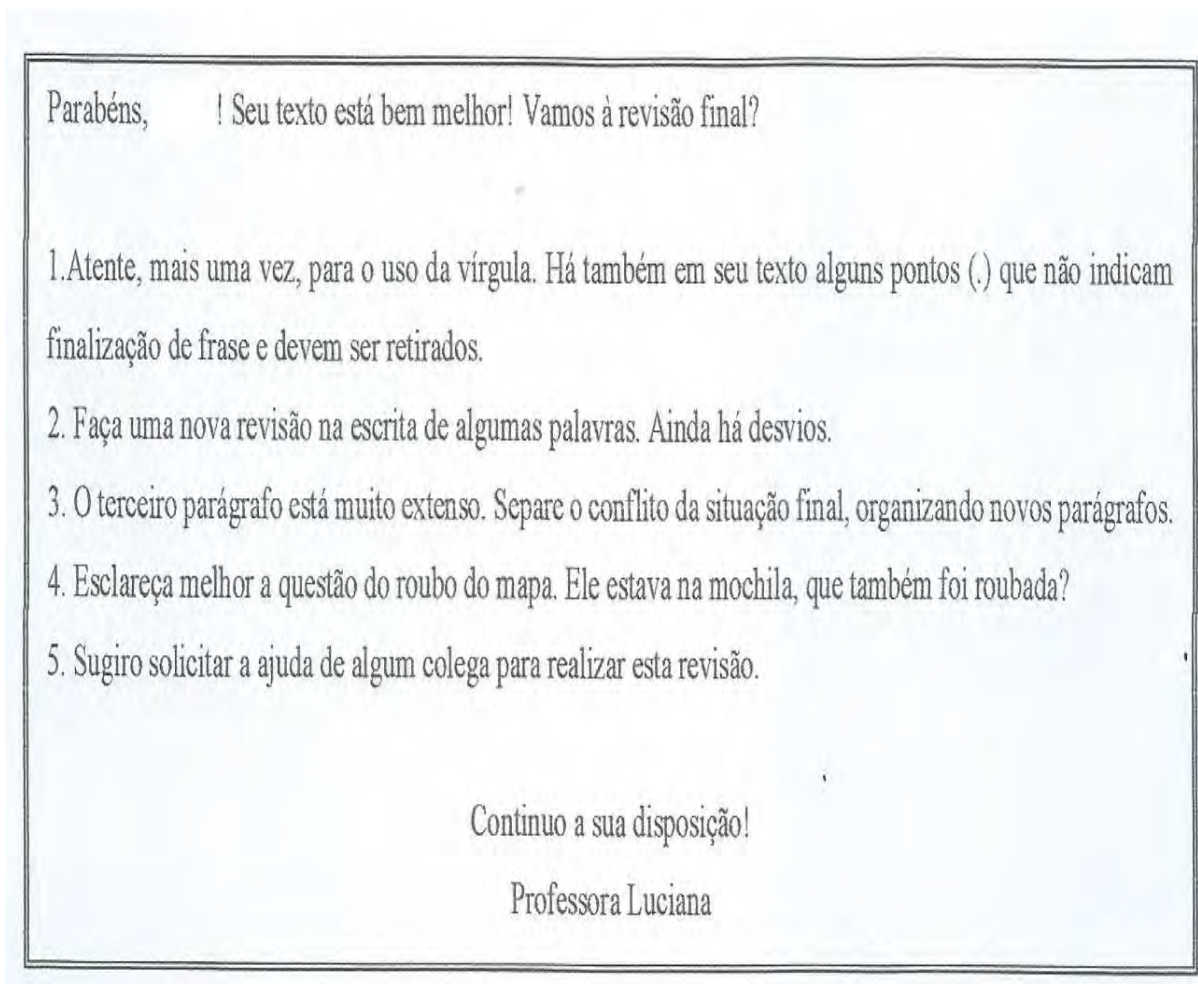 Parabéns, ! Seu texto está bem melhor! Vamos à revisão final?
1.Atente, mais uma vez, para o uso da vírgula. Há também em seu texto alguns pontos (.) que não indicam
finalização de frase e devem ser retirados.
2. Faça uma nova revisão na escrita de algumas palavras. Ainda há desvios.
3. O terceiro parágrafo está muito extenso. Separe o conflito da situação final, organizando novos parágrafos.
4. Esclareça melhor a questão do roubo do mapa. Ele estava na mochila, que também foi roubada?
5. Sugiro solicitar a ajuda de algum colega para realizar esta revisão.
Continuo a sua disposição!
Professora Luciana